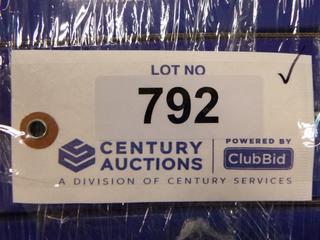 LOT NO
792
CENTURY AUCTIONS
POWERED BY
ClubBid
A DIVISION OF CENTURY SERVICES